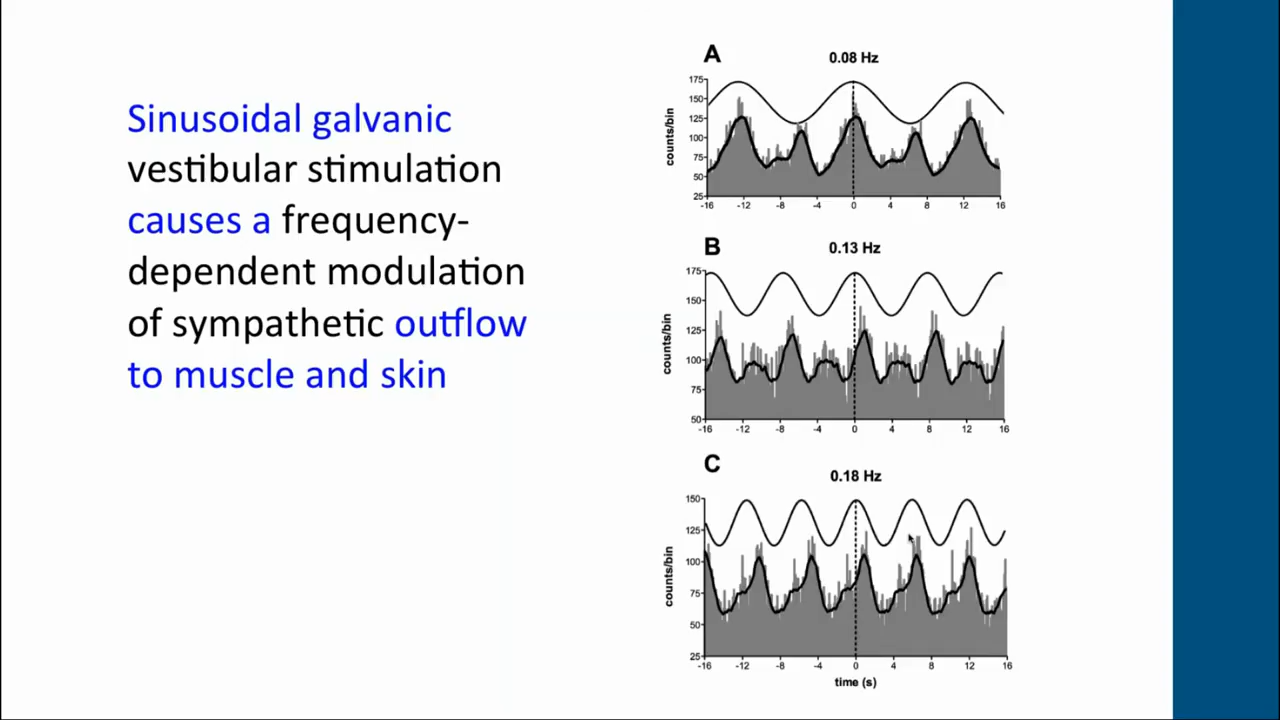 Sinusoidal galvanic
vestibular stimulation
causes a frequency-
dependent modulation
of sympathetic outflow
to muscle and skin
A
0.08 Hz
175
150
125
100
75
50
25
counts/bin
-16 -12 -8 -4 0 4 8 12 16
B
0.13 Hz
175
150
125
100
75
50
counts/bin
-16 -12 -8 -4 0 4 8 12 16
C
0.18 Hz
150
125
100
75
50
25
counts/bin
-16 -12 -8 -4 0 4 8 12 16
time (s)